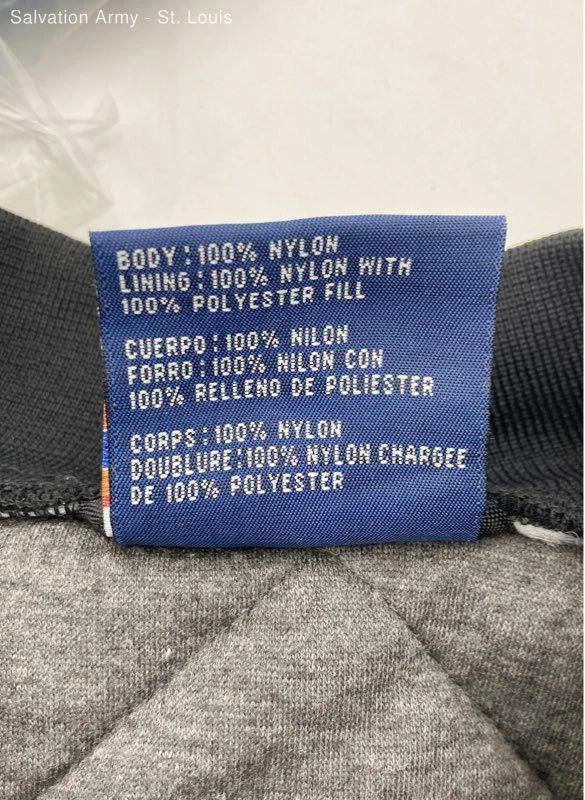 Salvation Army - St. Louis
BODY: 100% NYLON
LINING: 100% NYLON WITH
100% POLYESTER FILL
CUERPO: 100% NILON
FORRO: 100% NILON CON
100% RELLENO DE POLIESTER
CORPS: 100% NYLON
DOUBLURE: 100% NYLON CHARGEE
DE 100% POLYESTER